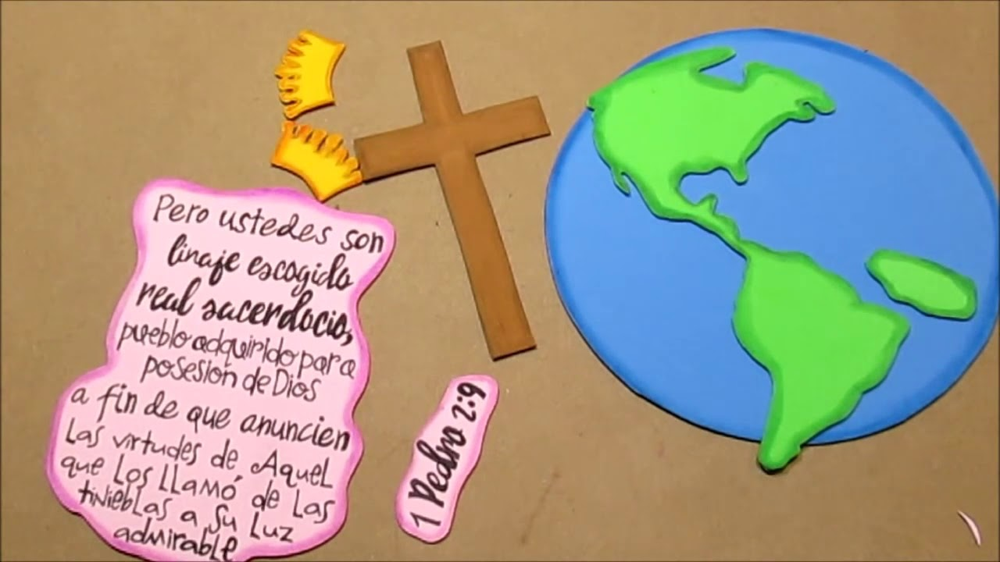 Pero ustedes son
linaje escogido
real sacerdocio,
pueblo adquirido para
posesión de Dios
a fin de que anuncien
Las virtudes de Aquel
que Los LLamó de Las
tinieblas a Su Luz
admirable
1 Pedro 2:9